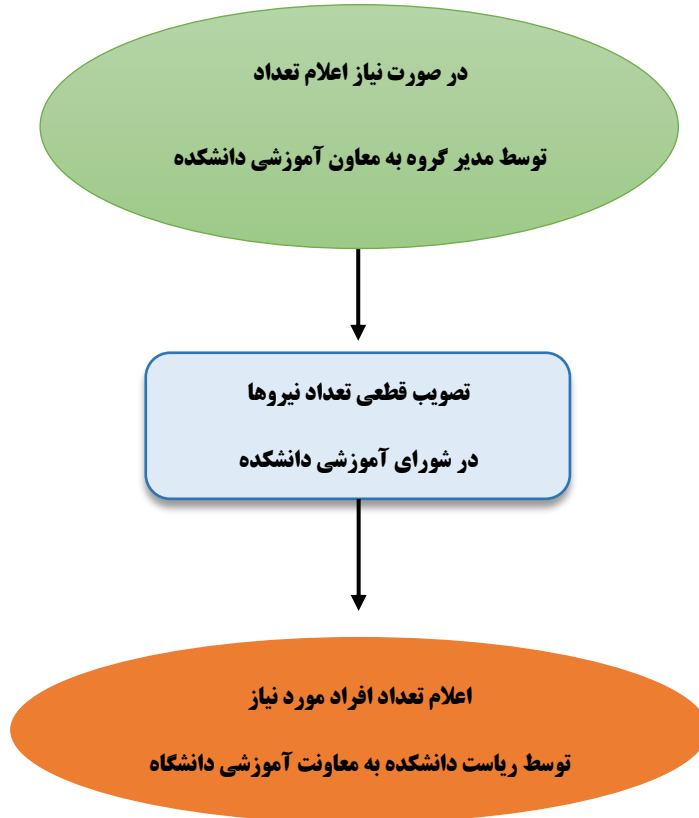 در صورت نیاز اعلام تعداد
توسط مدیر گروه به معاون آموزشی دانشکده
تصویب قطعی تعداد نیروها
در شورای آموزشی دانشکده
اعلام تعداد افراد مورد نیاز
توسط ریاست دانشکده به معاونت آموزشی دانشگاه